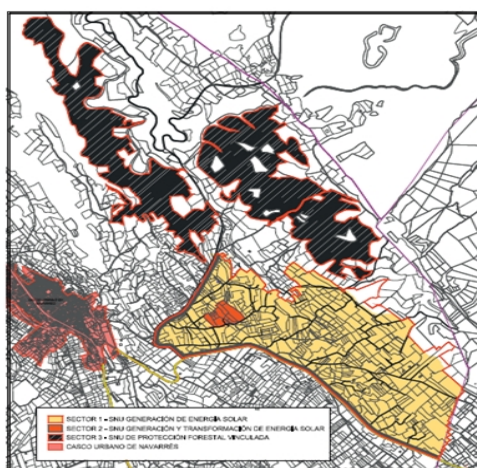 SECTOR 1 - SNU GENERACIÓN DE ENERGÍA SOLAR
SECTOR 2 - SNU GENERACIÓN Y TRANSFORMACIÓN DE ENERGÍA SOLAR
SECTOR 3 - SNU DE PROTECCIÓN FORESTAL VINCULADA
CASCO URBANO DE NAVARRÉS